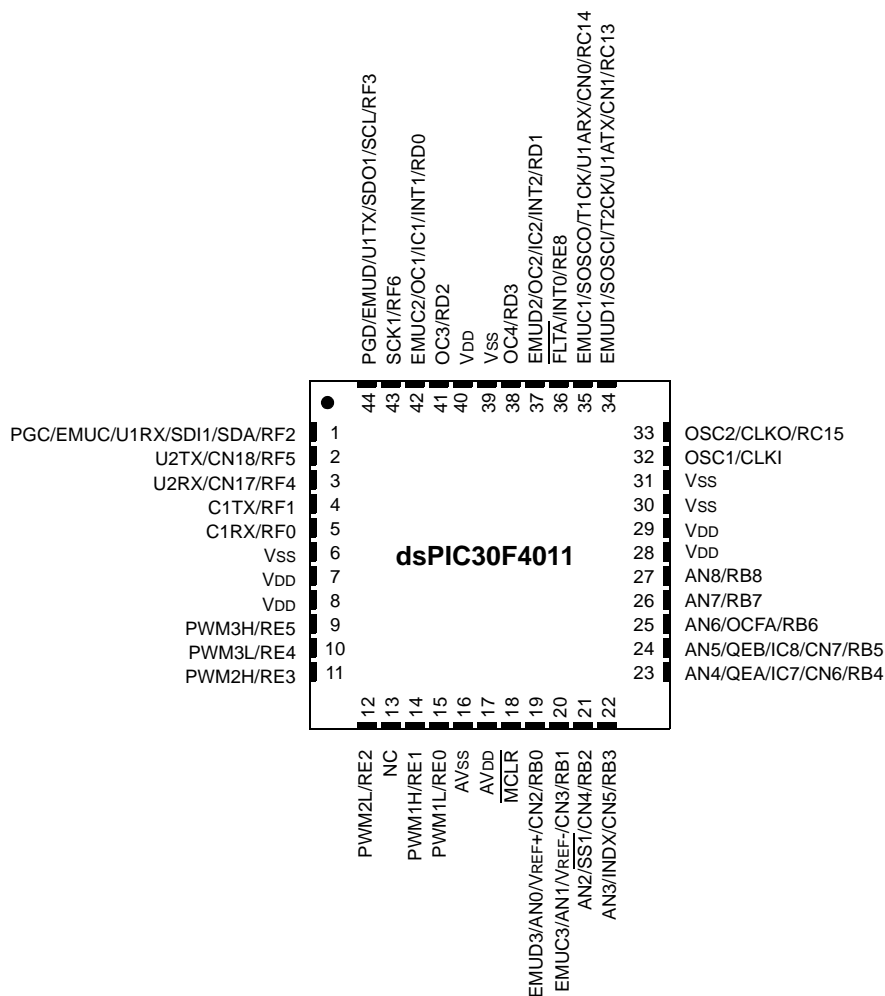 PGD/EMUD/U1TX/SDO1/SCL/RF3
SCK1/RF6
EMUC2/OC1/IC1/INT1/RD0
OC3/RD2
VDD
VSS
OC4/RD3
EMUD2/OC2/IC2/INT2/RD1
FLTA/INT0/RE8
EMUC1/SOSCO/T1CK/U1ARX/CN0/RC14
EMUD1/SOSCI/T2CK/U1ATX/CN1/RC13
44 43 42 41 40 39 38 37 36 35 34
PGC/EMUC/U1RX/SDI1/SDA/RF2 1
U2TX/CN18/RF5 2
U2RX/CN17/RF4 3
C1TX/RF1 4
C1RX/RF0 5
VSS 6
VDD 7
VDD 8
PWM3H/RE5 9
PWM3L/RE4 10
PWM2H/RE3 11
dsPIC30F4011
33 OSC2/CLKO/RC15
32 OSC1/CLKI
31 VSS
30 VSS
29 VDD
28 VDD
27 AN8/RB8
26 AN7/RB7
25 AN6/OCFA/RB6
24 AN5/QEB/IC8/CN7/RB5
23 AN4/QEA/IC7/CN6/RB4
12 13 14 15 16 17 18 19 20 21 22
PWM2L/RE2
NC
PWM1H/RE1
PWM1L/RE0
AVSS
AVDD
MCLR
EMUD3/AN0/VREF+/CN2/RB0
EMUC3/AN1/VREF-/CN3/RB1
AN2/SS1/CN4/RB2
AN3/INDX/CN5/RB3